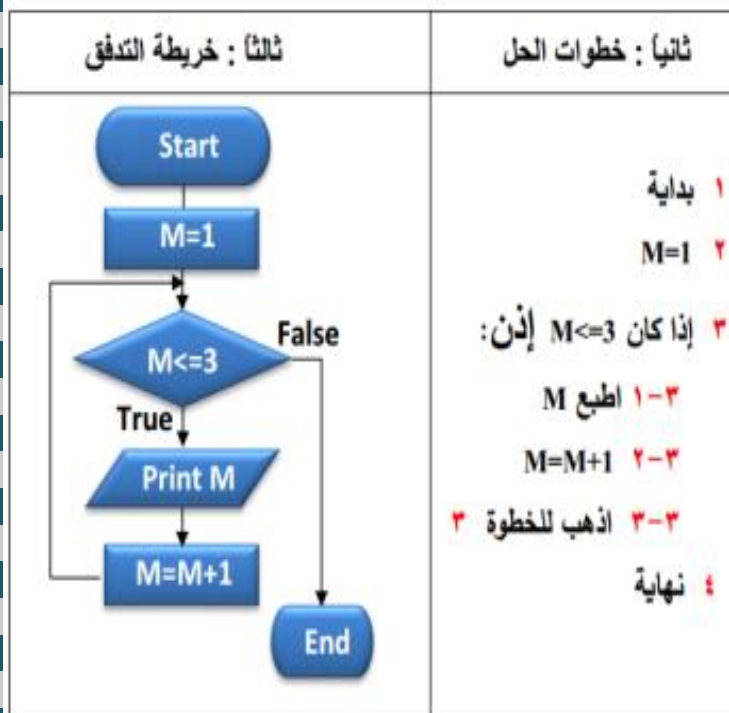 ثانياً : خطوات الحل
١ بداية
٢ M=1
٣ إذا كان M<=3 إذن:
٣-١ اطبع M
٣-٢ M=M+1
٣-٣ اذهب للخطوة ٣
٤ نهاية
ثالثاً : خريطة التدفق
Start
M=1
M<=3
False
True
Print M
M=M+1
End